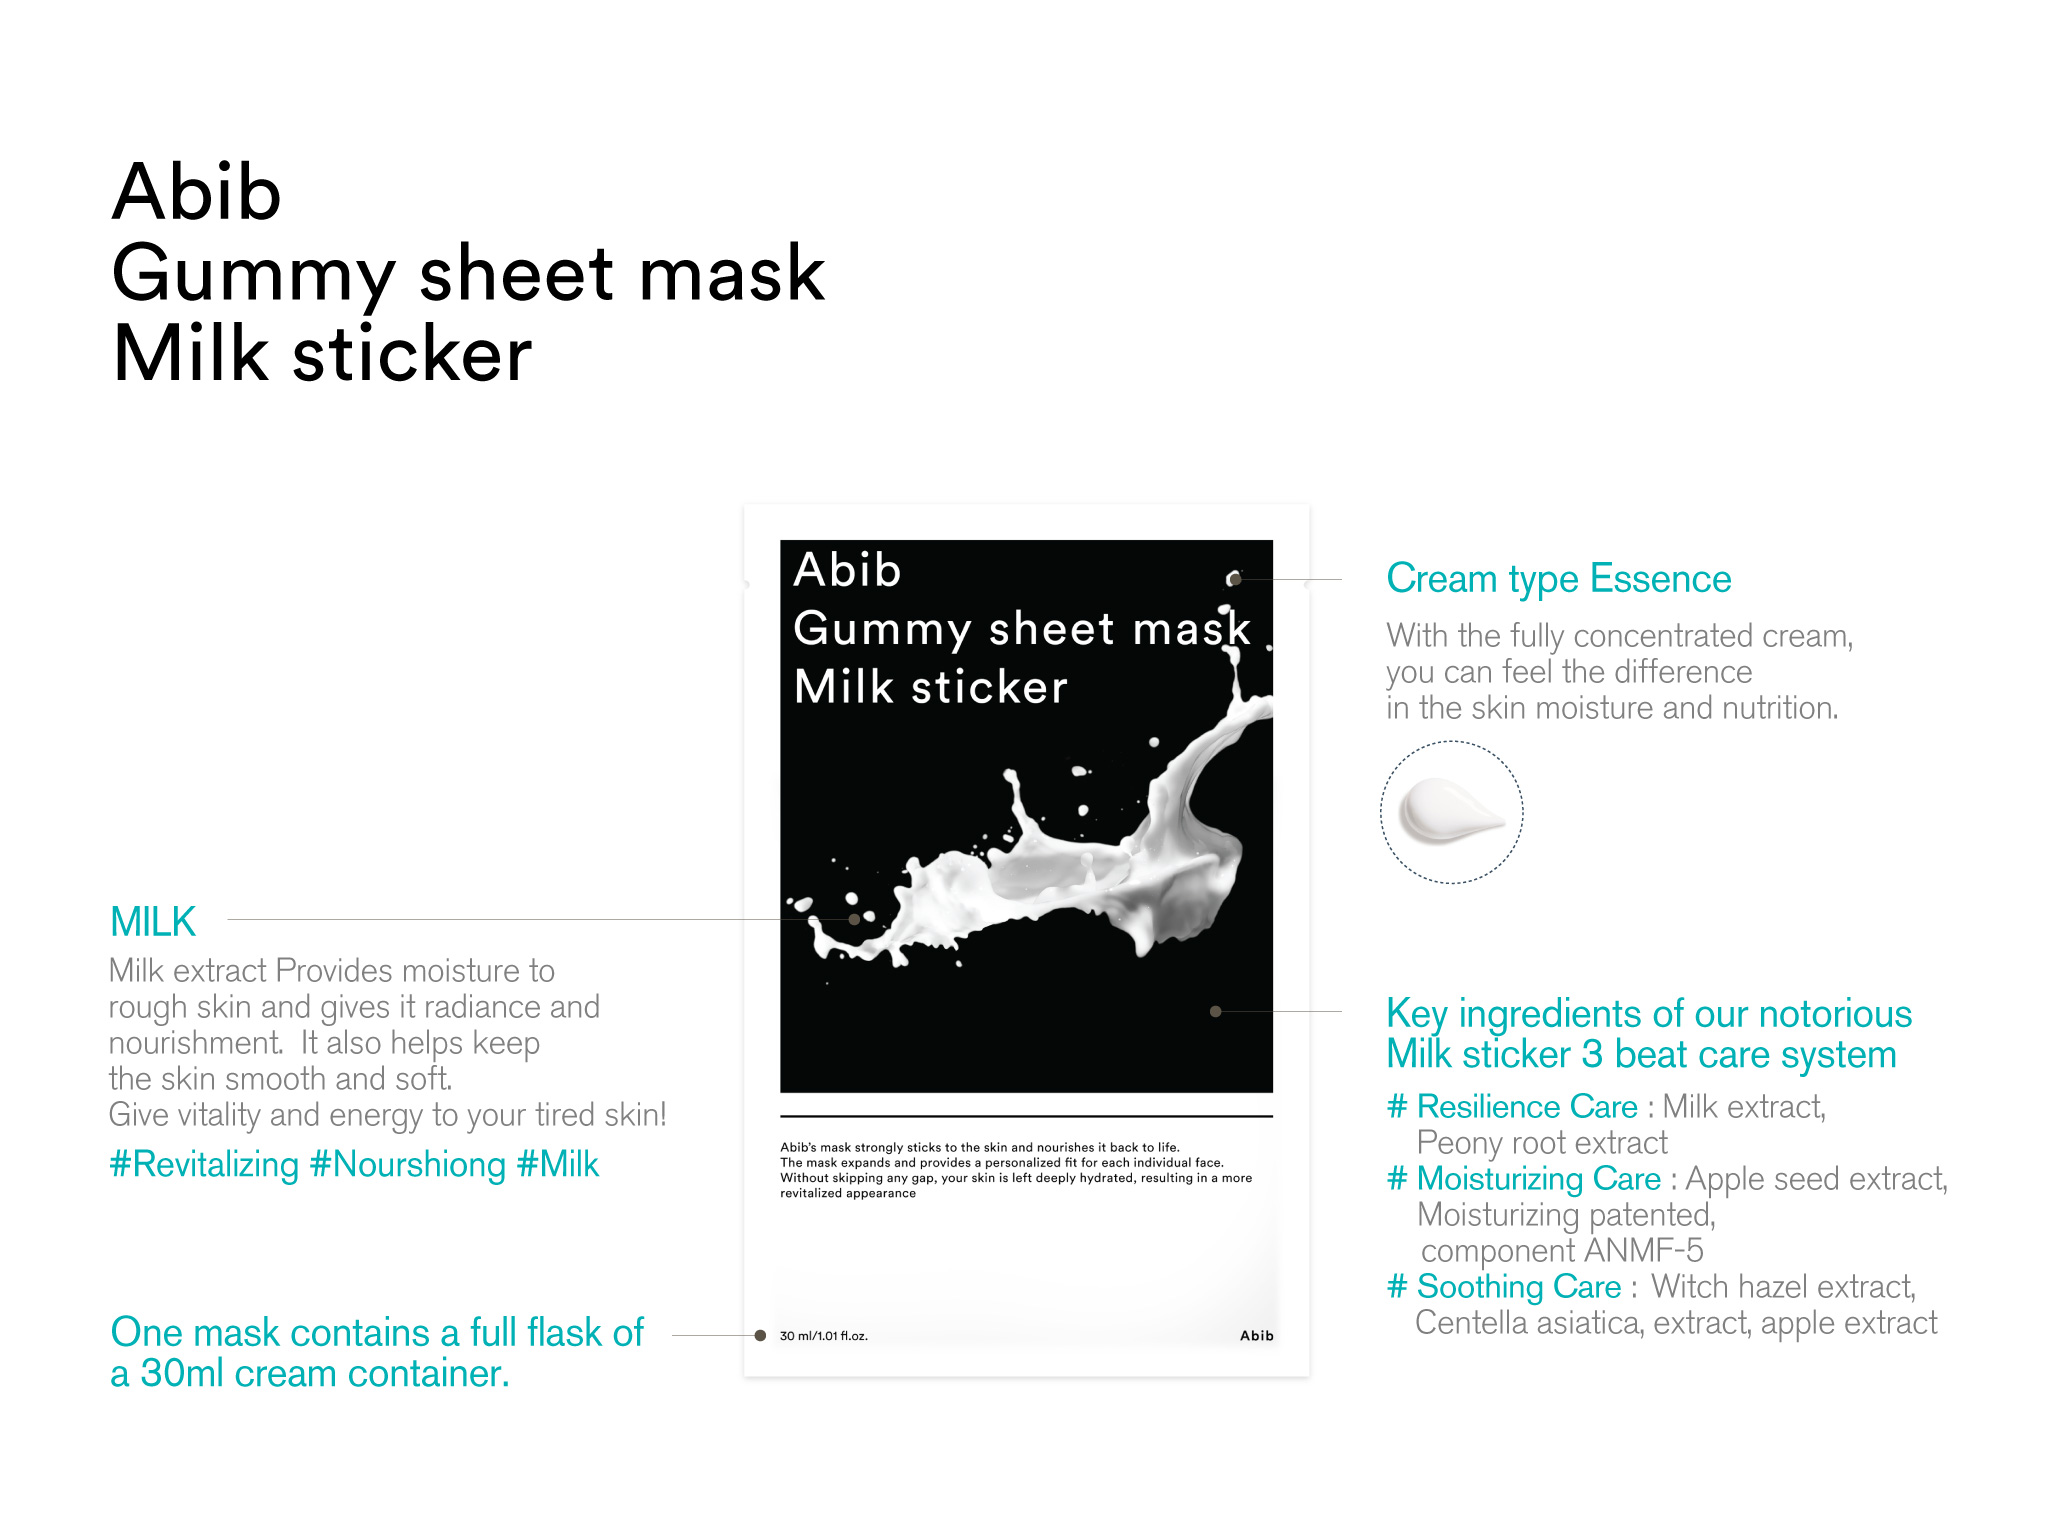 Abib
Gummy sheet mask
Milk sticker
Abib
Gummy sheet mask
Milk sticker
Abib's mask strongly sticks to the skin and nourishes it back to life.
The mask expands and provides a personalized fit for each individual face.
Without skipping any gap, your skin is left deeply hydrated, resulting in a more
revitalized appearance
30 ml/1.01 fl.oz.
Abib
MILK
Milk extract Provides moisture to
rough skin and gives it radiance and
nourishment. It also helps keep
the skin smooth and soft.
Give vitality and energy to your tired skin!
#Revitalizing #Nourshiong #Milk
One mask contains a full flask of
a 30ml cream container.
Cream type Essence
With the fully concentrated cream,
you can feel the difference
in the skin moisture and nutrition.
Key ingredients of our notorious
Milk sticker 3 beat care system
# Resilience Care : Milk extract,
Peony root extract
# Moisturizing Care : Apple seed extract,
Moisturizing patented,
component ANMF-5
# Soothing Care : Witch hazel extract,
Centella asiatica, extract, apple extract